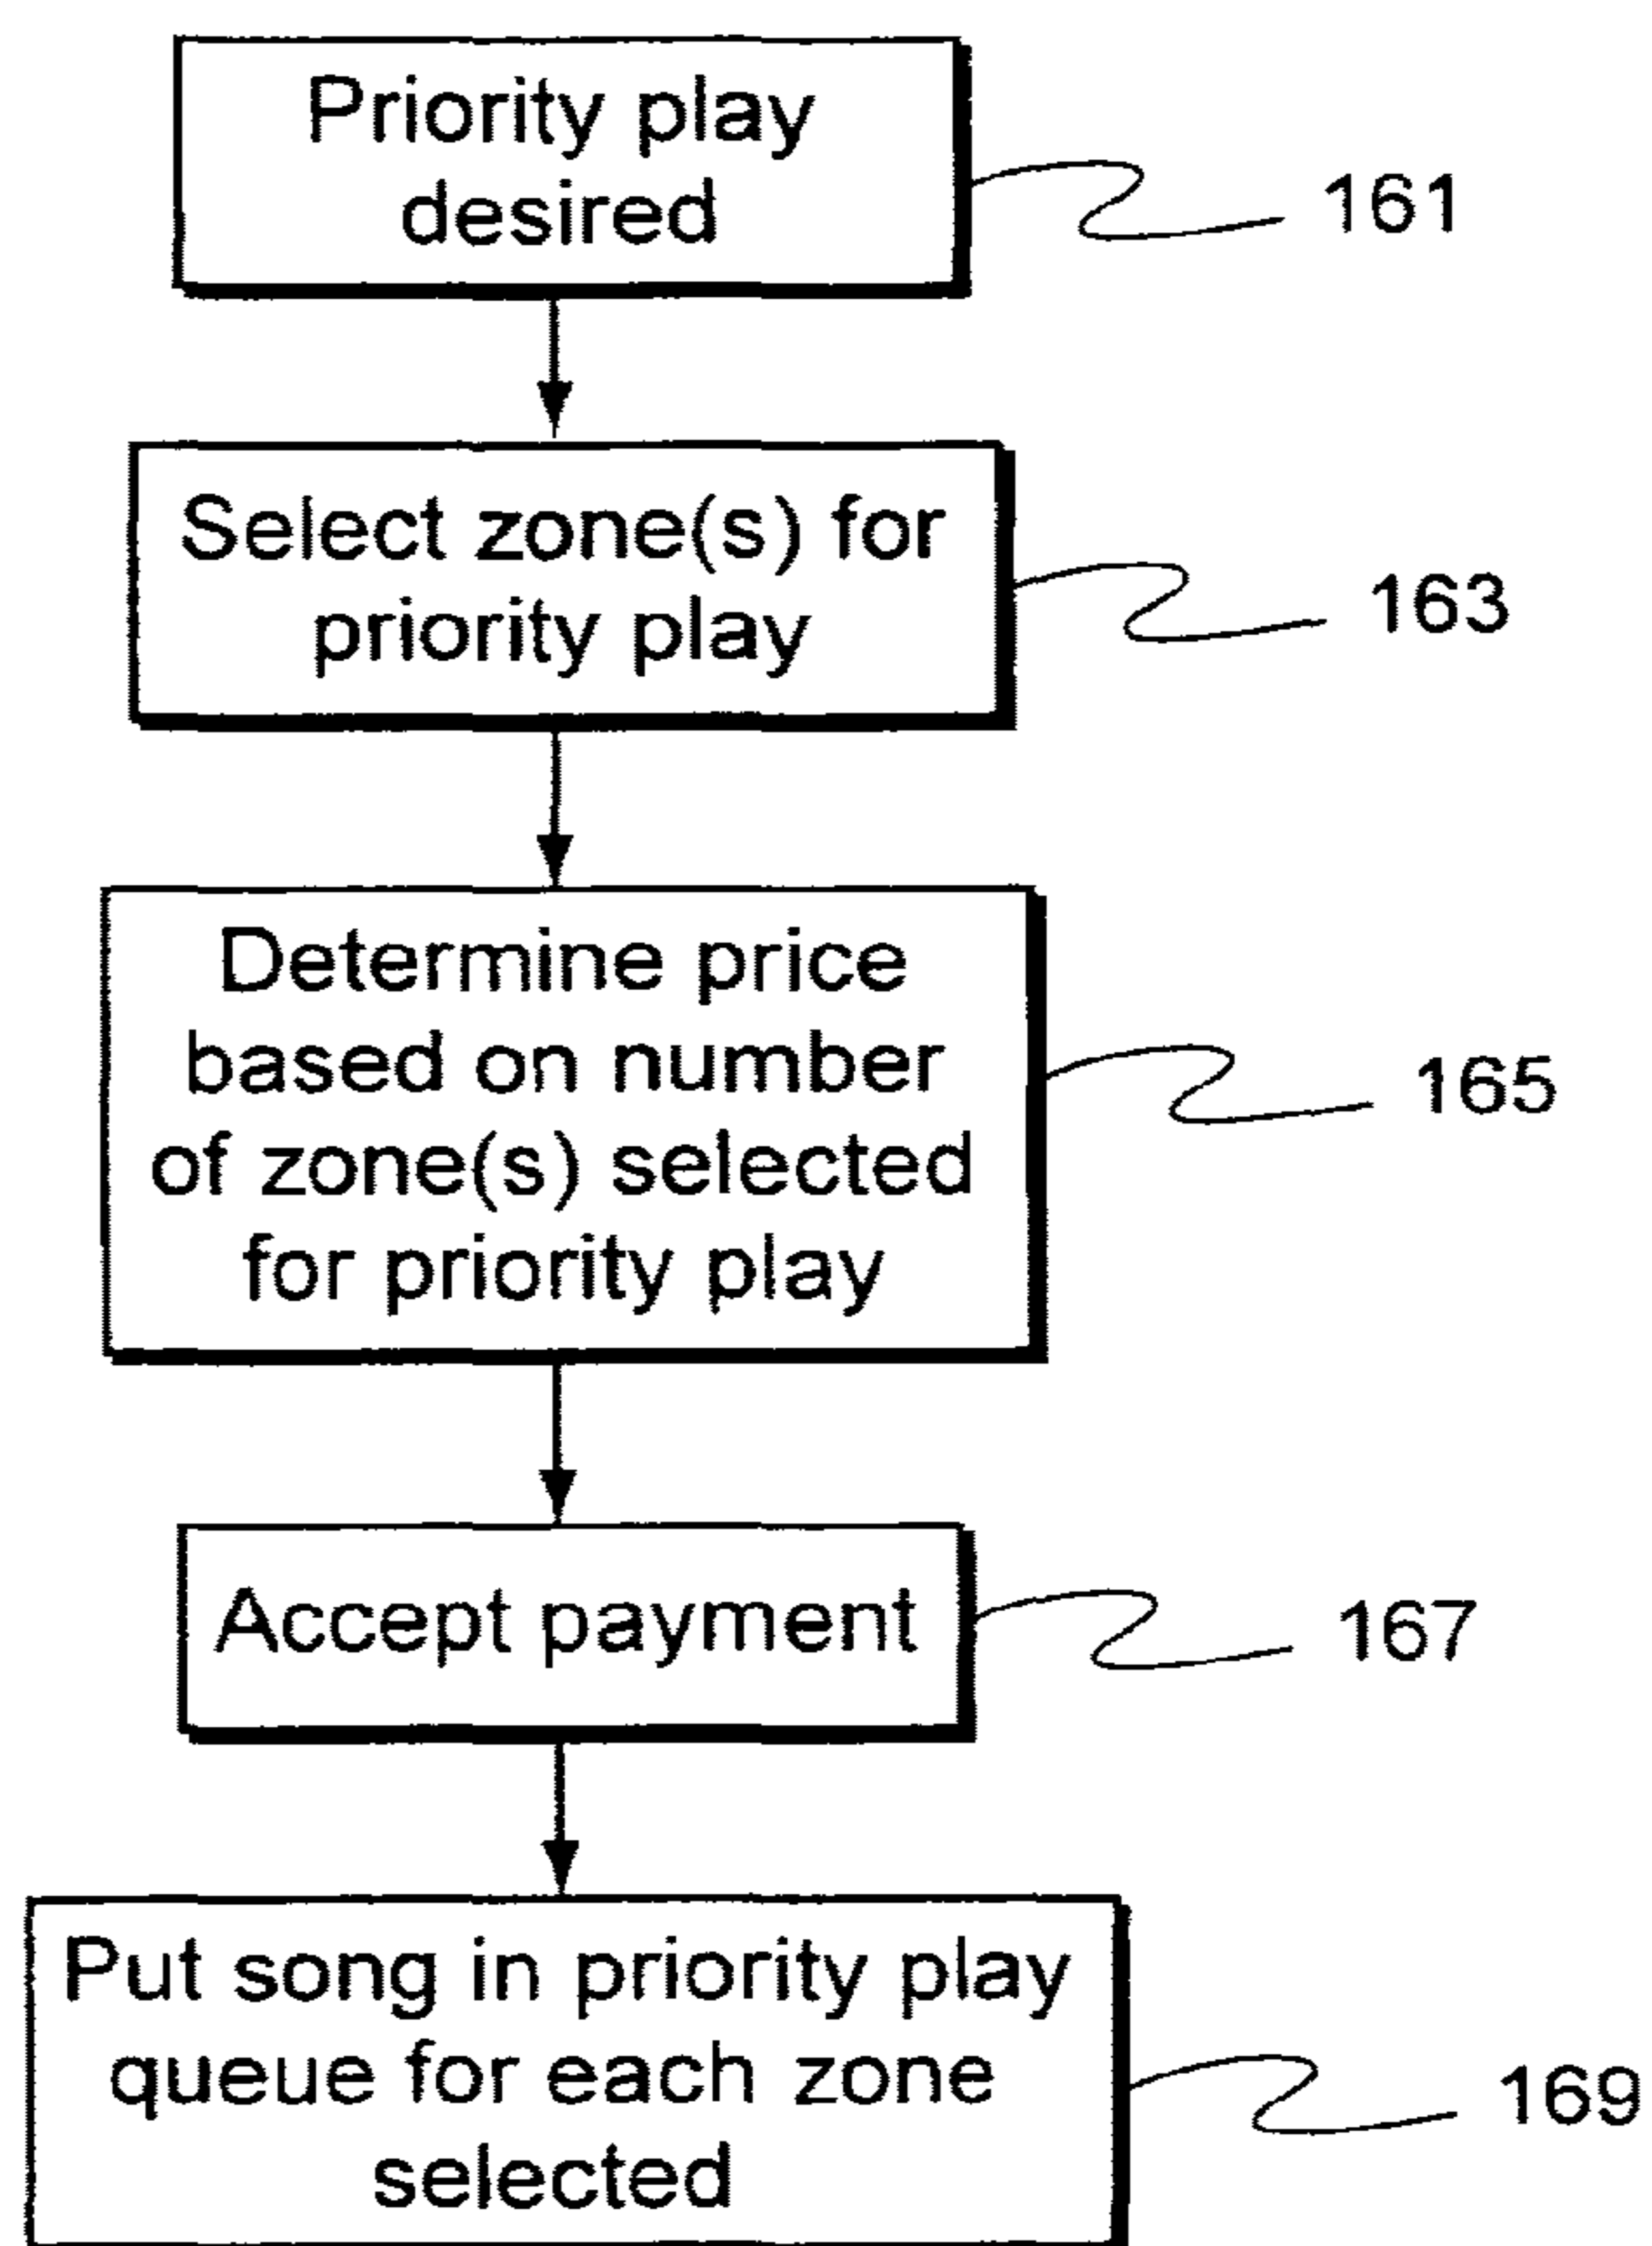 Priority play
desired
161
Select zone(s) for
priority play
163
Determine price
based on number
of zone(s) selected
for priority play
165
Accept payment
167
Put song in priority play
queue for each zone
selected
169